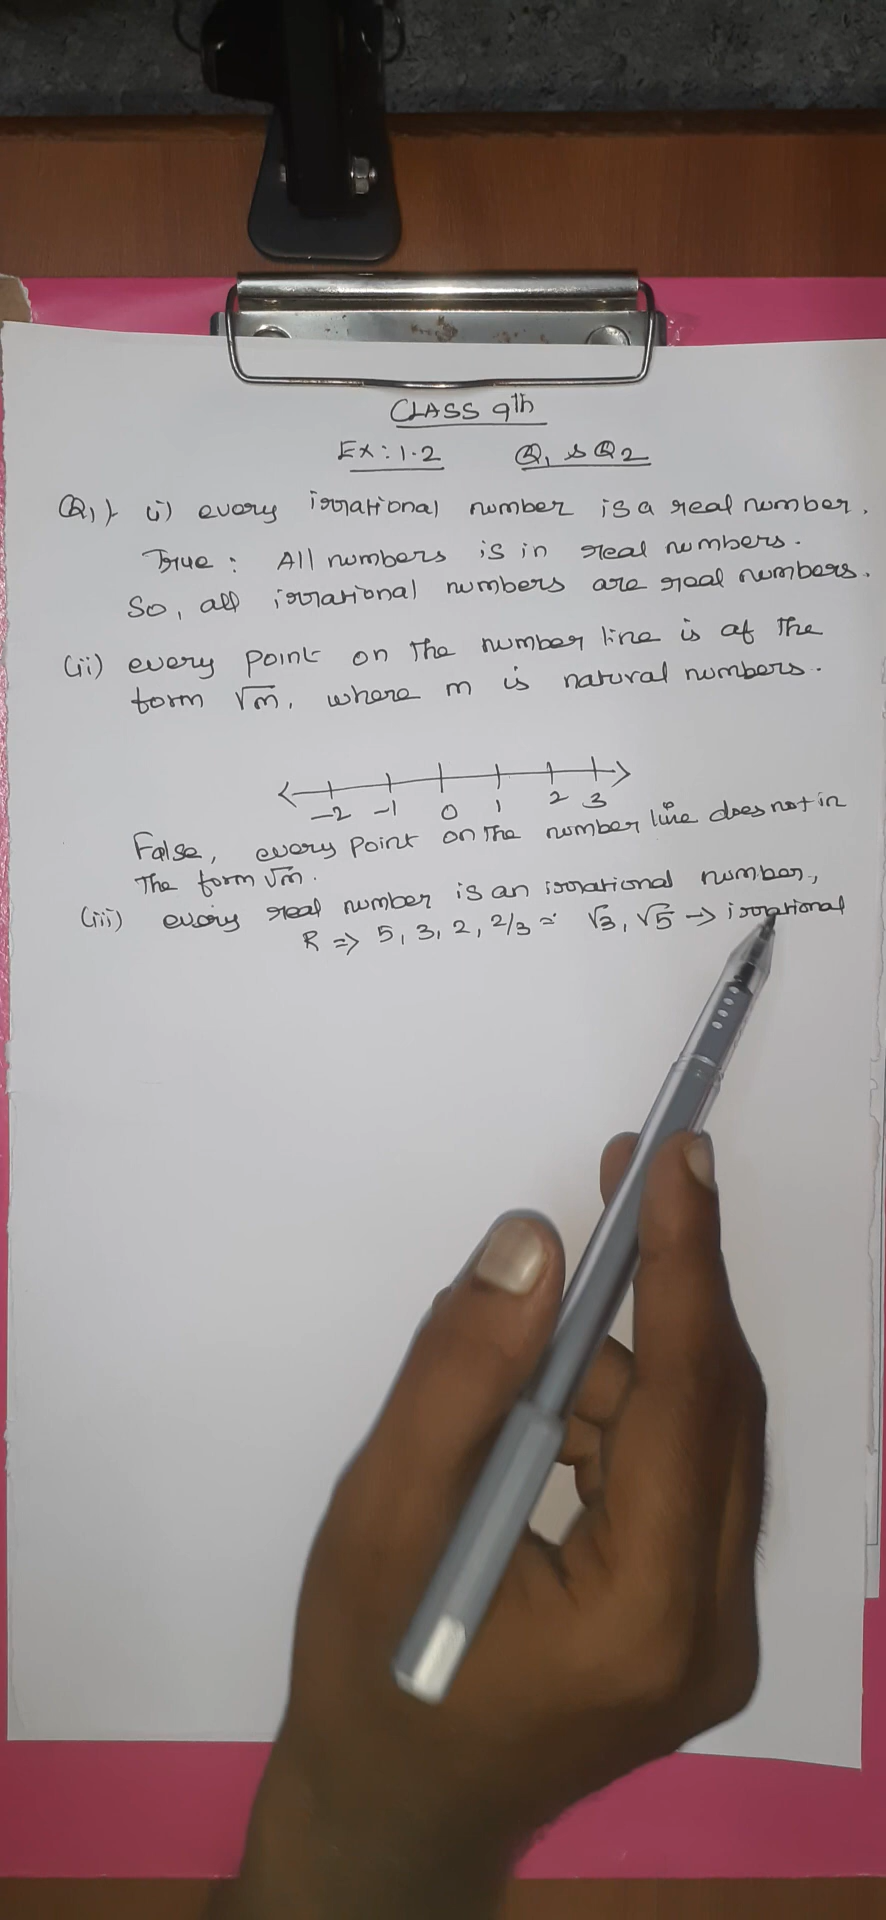 CLASS 9th
Ex: 1.2 Q1 & Q2
Q1) (i) every irrational number is a real number.
True: All numbers is in real numbers.
So, all irrational numbers are real numbers.
(ii) every point on the number line is of the
form √m, where m is natural numbers.
-2 -1 0 1 2 3
False, every point on the number line does not in
the form √m.
(iii) every real number is an irrational number,
R => 5, 3, 2, 2/3 = √3, √5 → irrational